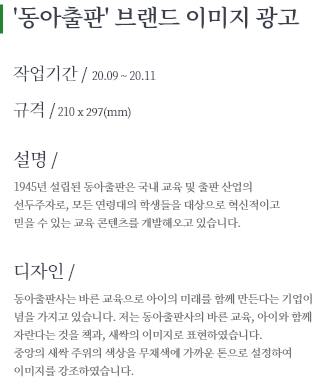 '동아출판' 브랜드 이미지 광고
작업기간 / 20.09 ~ 20.11
규격 / 210 x 297(mm)
설명 /
1945년 설립된 동아출판은 국내 교육 및 출판 산업의
선두주자로, 모든 연령대의 학생들을 대상으로 혁신적이고
믿을 수 있는 교육 콘텐츠를 개발해오고 있습니다.
디자인 /
동아출판사는 바른 교육으로 아이의 미래를 함께 만든다는 기업이
념을 가지고 있습니다. 저는 동아출판사의 바른 교육, 아이와 함께
자란다는 것을 책과, 새싹의 이미지로 표현하였습니다.
중앙의 새싹 주위의 색상을 무채색에 가까운 톤으로 설정하여
이미지를 강조하였습니다.